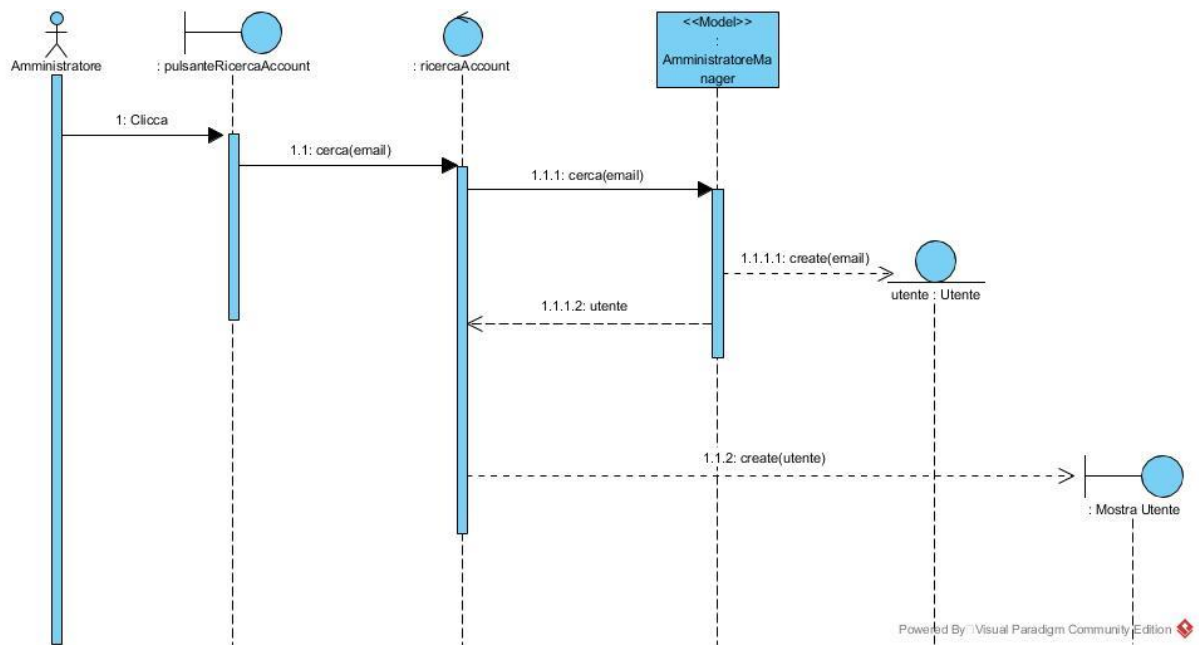 <<Model>>
:
AmministratoreMa
nager
Amministratore
: pulsanteRicercaAccount
: ricercaAccount
1: Clicca
1.1: cerca(email)
1.1.1: cerca(email)
1.1.1.1: create(email)
utente : Utente
1.1.1.2: utente
1.1.2: create(utente)
: Mostra Utente
Powered By Visual Paradigm Community Edition